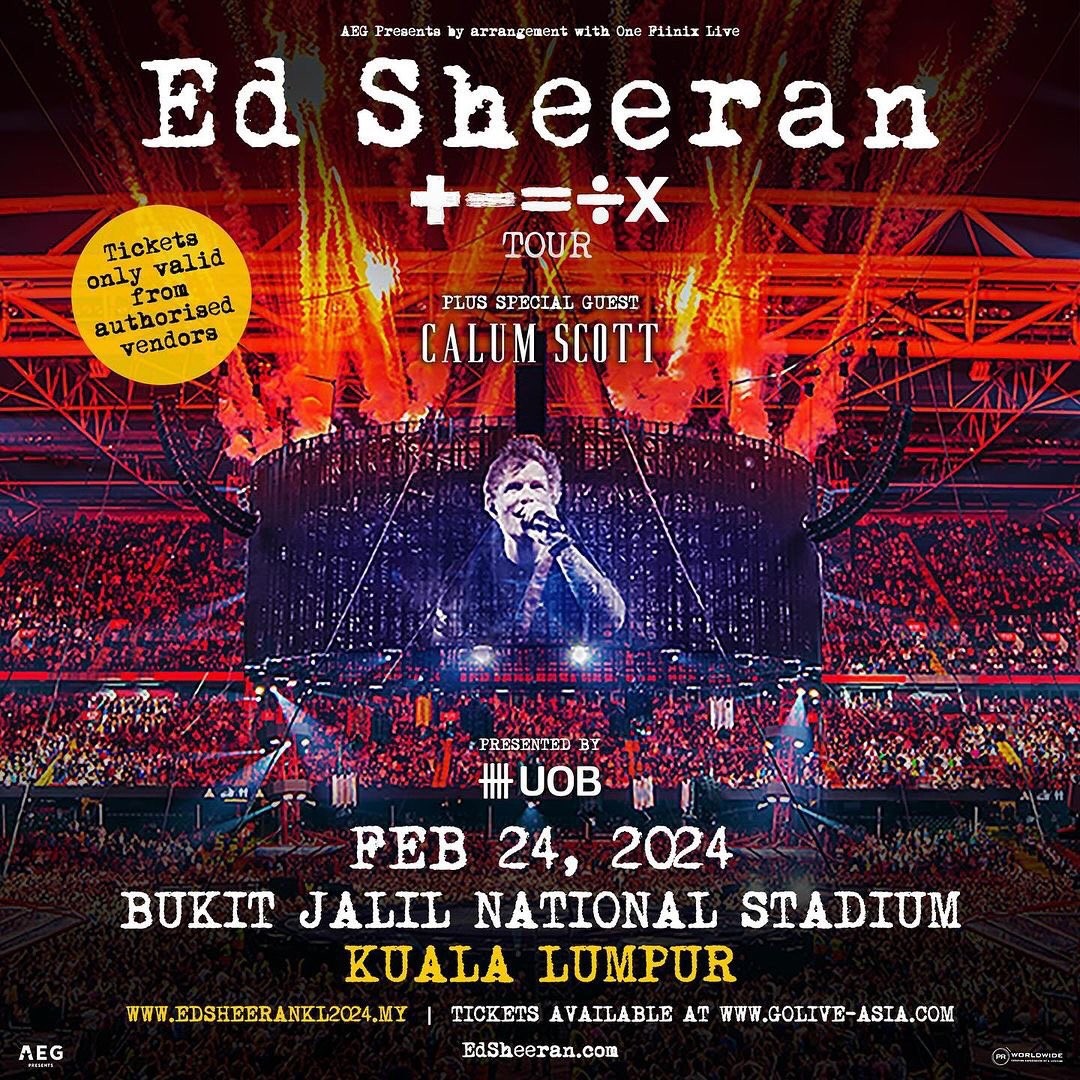 AEG Presents by arrangement with One Fiinix Live
Ed Sheeran
+-=÷x
TOUR
Tickets
only valid
from
authorised
vendors
PLUS SPECIAL GUEST
CALUM SCOTT
PRESENTED BY
UOB
FEB 24, 2024
BUKIT JALIL NATIONAL STADIUM
KUALA LUMPUR
WWW.EDSHEERANKL2024.MY | TICKETS AVAILABLE AT WWW.GOLIVE-ASIA.COM
EdSheeran.com
AEG
PRESENTS
PR WORLDWIDE